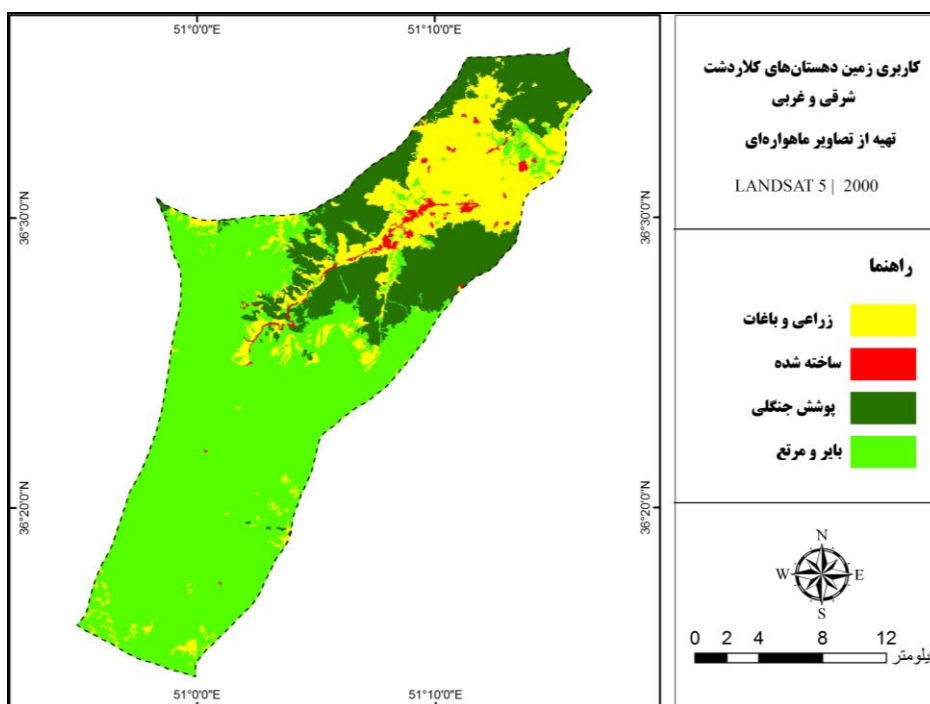 51°0'0"E
51°10'0"E
36°30'0"N
36°30'0"N
36°20'0"N
36°20'0"N
51°0'0"E
51°10'0"E
کاربری زمین دهستان‌های کلاردشت
شرقی و غربی
تهیه از تصاویر ماهواره‌ای
LANDSAT 5 | 2000
راهنما
زراعی و باغات
ساخته شده
پوشش جنگلی
بایر و مرتع
N
W E
S
0 2 4 8 12
یلومتر